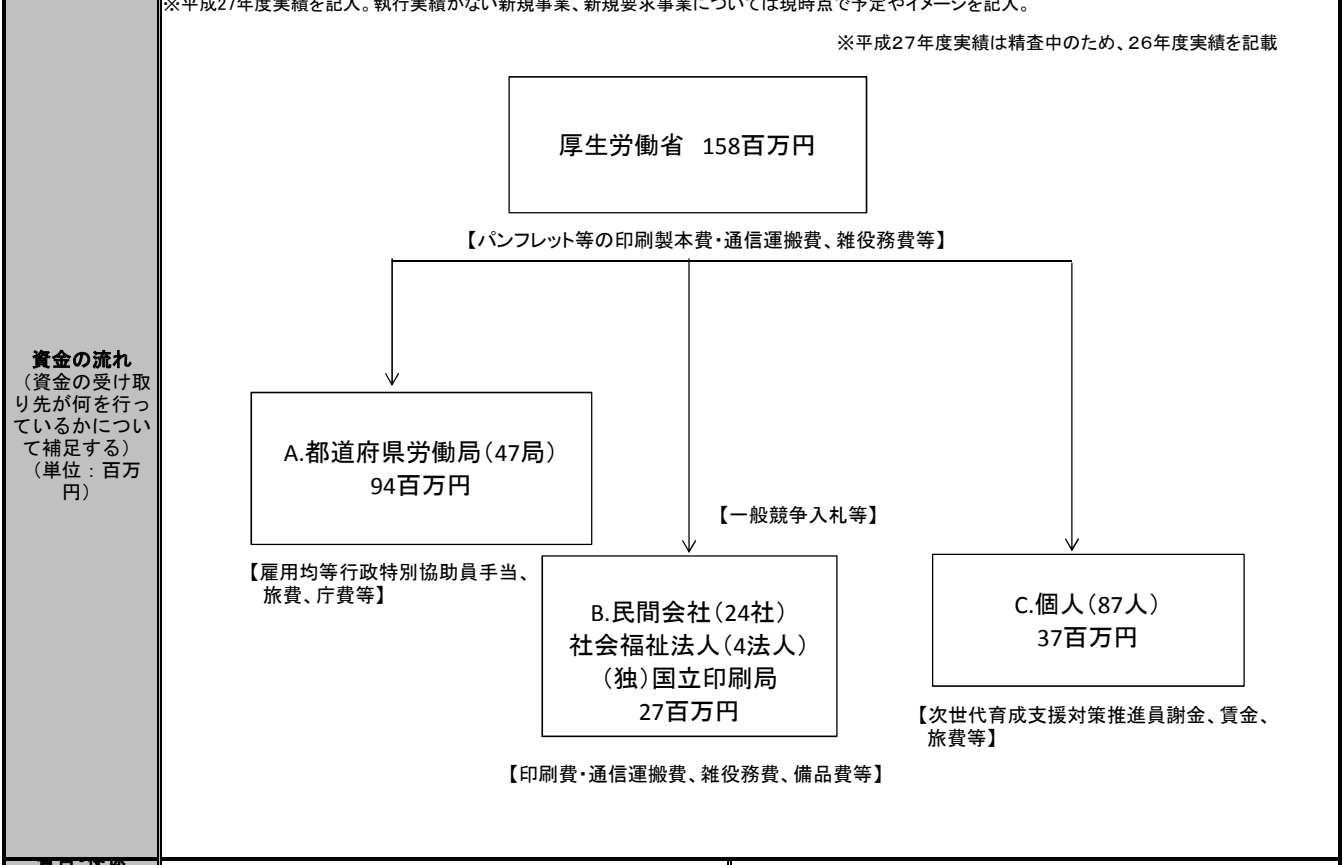 ※平成27年度実績を記入。執行実績がない新規事業、新規要求事業については現時点で予定やイメージを記入。
※平成27年度実績は精査中のため、26年度実績を記載
厚生労働省 158百万円
【パンフレット等の印刷製本費・通信運搬費、雑役務費等】
資金の流れ
(資金の受け取
り先が何を行っ
ているかについ
て補足する)
(単位:百万
円)
A.都道府県労働局(47局)
94百万円
【雇用均等行政特別協助員手当、
旅費、庁費等】
【一般競争入札等】
B.民間会社(24社)
社会福祉法人(4法人)
(独)国立印刷局
27百万円
【印刷費・通信運搬費、雑役務費、備品費等】
C.個人(87人)
37百万円
【次世代育成支援対策推進員謝金、賃金、
旅費等】